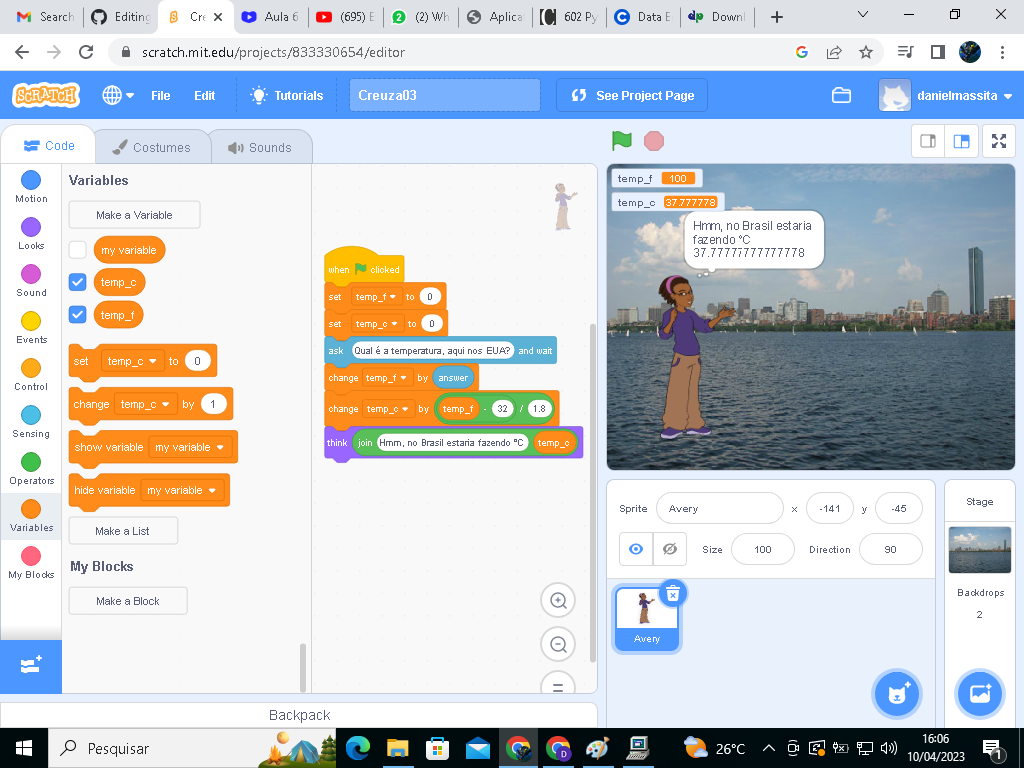 Search
Editing
Cre
Aula 6
(695) E
(2) Wh
Aplica
602 Py
Data E
Downl
scratch.mit.edu/projects/833330654/editor
SCRATCH
File
Edit
Tutorials
Creuza03
See Project Page
danielmassita
Code
Costumes
Sounds
Motion
Looks
Sound
Events
Control
Sensing
Operators
Variables
My Blocks
Variables
Make a Variable
my variable
temp_c
temp_f
set temp_c to 0
change temp_c by 1
show variable my variable
hide variable my variable
Make a List
My Blocks
Make a Block
when clicked
set temp_f to 0
set temp_c to 0
ask Qual é a temperatura, aqui nos EUA? and wait
change temp_f by answer
change temp_c by temp_f - 32 / 1.8
think join Hmm, no Brasil estaria fazendo ºC temp_c
temp_f 100
temp_c 37.777778
Hmm, no Brasil estaria
fazendo ºC
37.77777777777778
Sprite Avery x -141 y -45
Size 100 Direction 90
Avery
Stage
Backdrops
2
Backpack
Pesquisar
26°C
16:06
10/04/2023
1